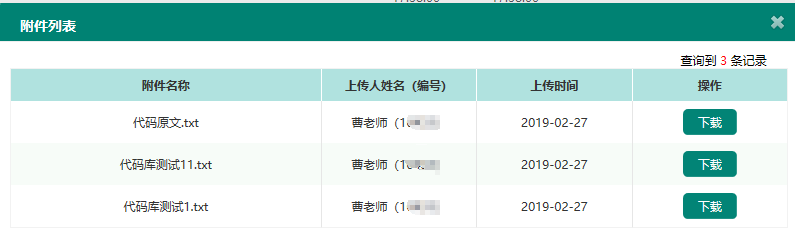 附件列表
查询到 3 条记录
附件名称 上传人姓名（编号） 上传时间 操作
代码原文.txt 曹老师（1 2019-02-27 下载
代码库测试11.txt 曹老师（1 2019-02-27 下载
代码库测试1.txt 曹老师（1 2019-02-27 下载